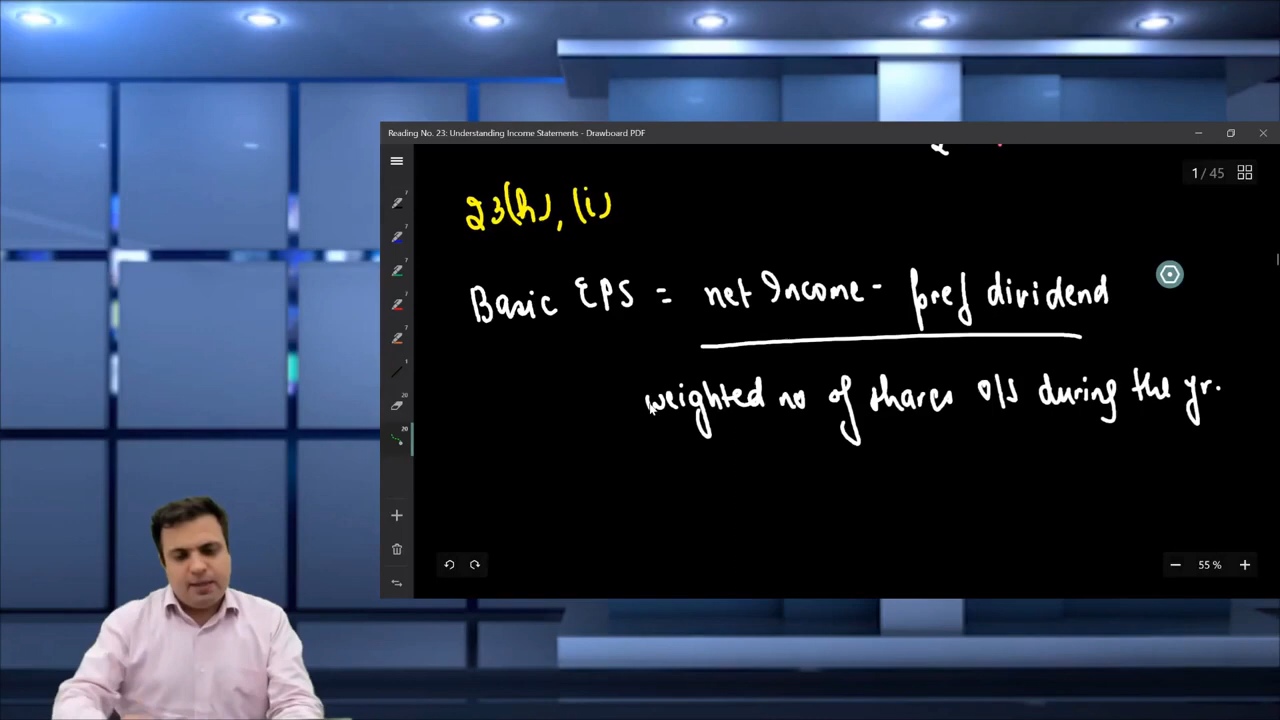 Reading No. 23: Understanding Income Statements - Drawboard PDF
1 / 45
23(h), (i)
Basic EPS = net Income - pref dividend
weighted no of shares o/s during the yr.
55 %